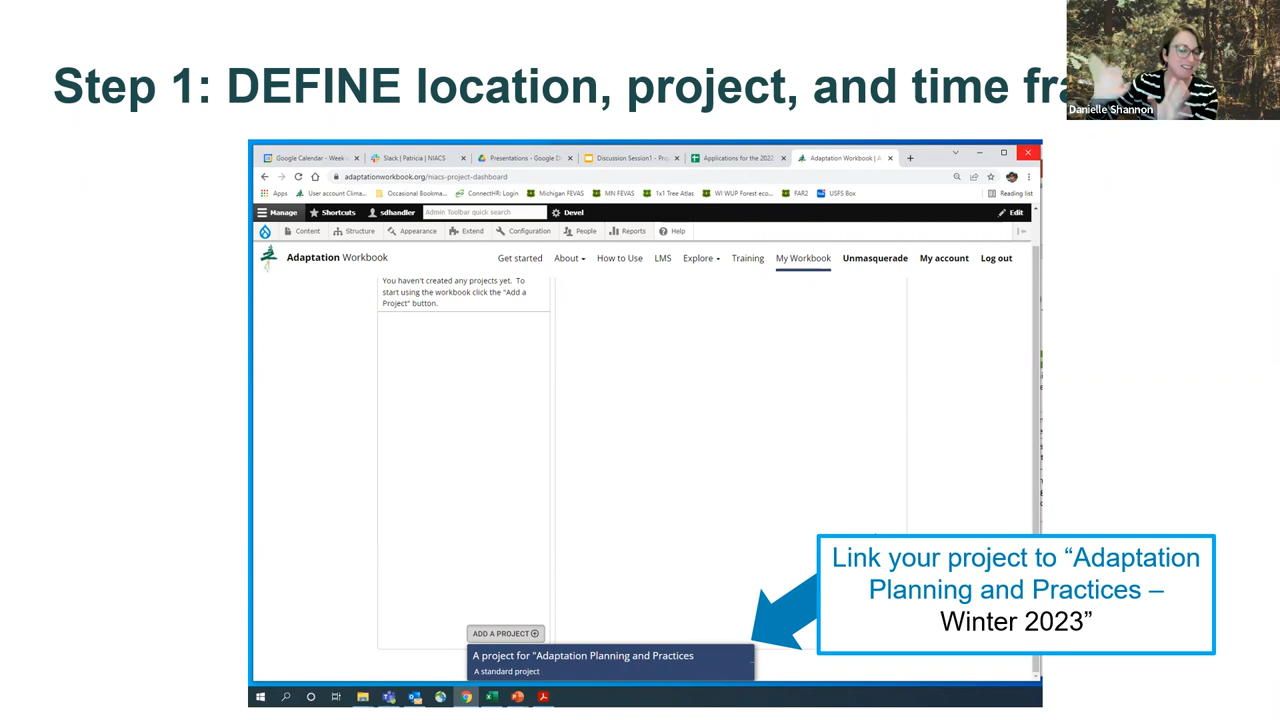 Step 1: DEFINE location, project, and time fra
Danielle Shannon
Google Calendar - Week
Slack | Patricia | NIACS
Presentations - Google D
Discussion Session1 - Pro
Applications for the 2022
Adaptation Workbook | A
adaptationworkbook.org/niacs-project-dashboard
Apps
User account Clima...
Occasional Bookma...
ConnectHR: Login
Michigan FEVAS
MN FEVAS
1x1 Tree Atlas
WI WUP Forest eco...
FAR2
USFS Box
Reading list
Manage
Shortcuts
sdhandler
Admin Toolbar quick search
Devel
Edit
Content
Structure
Appearance
Extend
Configuration
People
Reports
Help
Adaptation Workbook
Get started
About
How to Use
LMS
Explore
Training
My Workbook
Unmasquerade
My account
Log out
You haven't created any projects yet. To
start using the workbook click the "Add a
Project" button.
Link your project to “Adaptation
Planning and Practices –
Winter 2023”
ADD A PROJECT
A project for "Adaptation Planning and Practices
A standard project